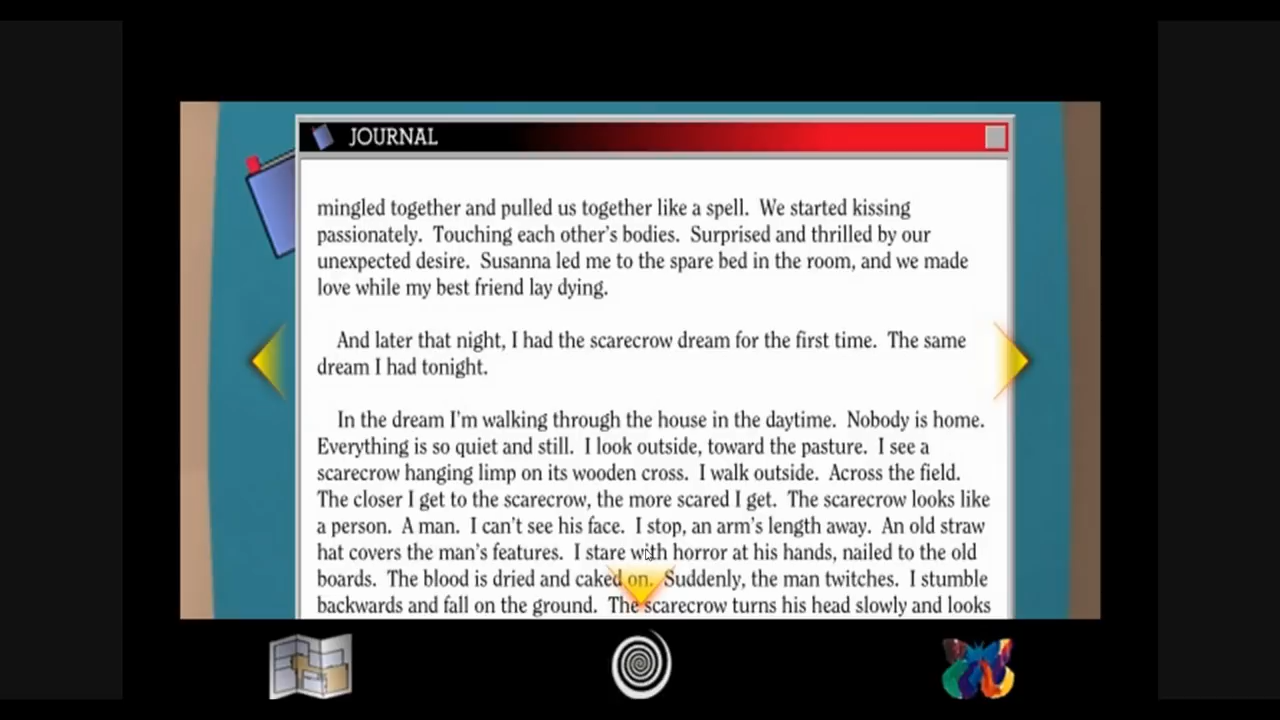 JOURNAL
mingled together and pulled us together like a spell. We started kissing
passionately. Touching each other's bodies. Surprised and thrilled by our
unexpected desire. Susanna led me to the spare bed in the room, and we made
love while my best friend lay dying.
And later that night, I had the scarecrow dream for the first time. The same
dream I had tonight.
In the dream I'm walking through the house in the daytime. Nobody is home.
Everything is so quiet and still. I look outside, toward the pasture. I see a
scarecrow hanging limp on its wooden cross. I walk outside. Across the field.
The closer I get to the scarecrow, the more scared I get. The scarecrow looks like
a person. A man. I can't see his face. I stop, an arm's length away. An old straw
hat covers the man's features. I stare with horror at his hands, nailed to the old
boards. The blood is dried and caked on. Suddenly, the man twitches. I stumble
backwards and fall on the ground. The scarecrow turns his head slowly and looks